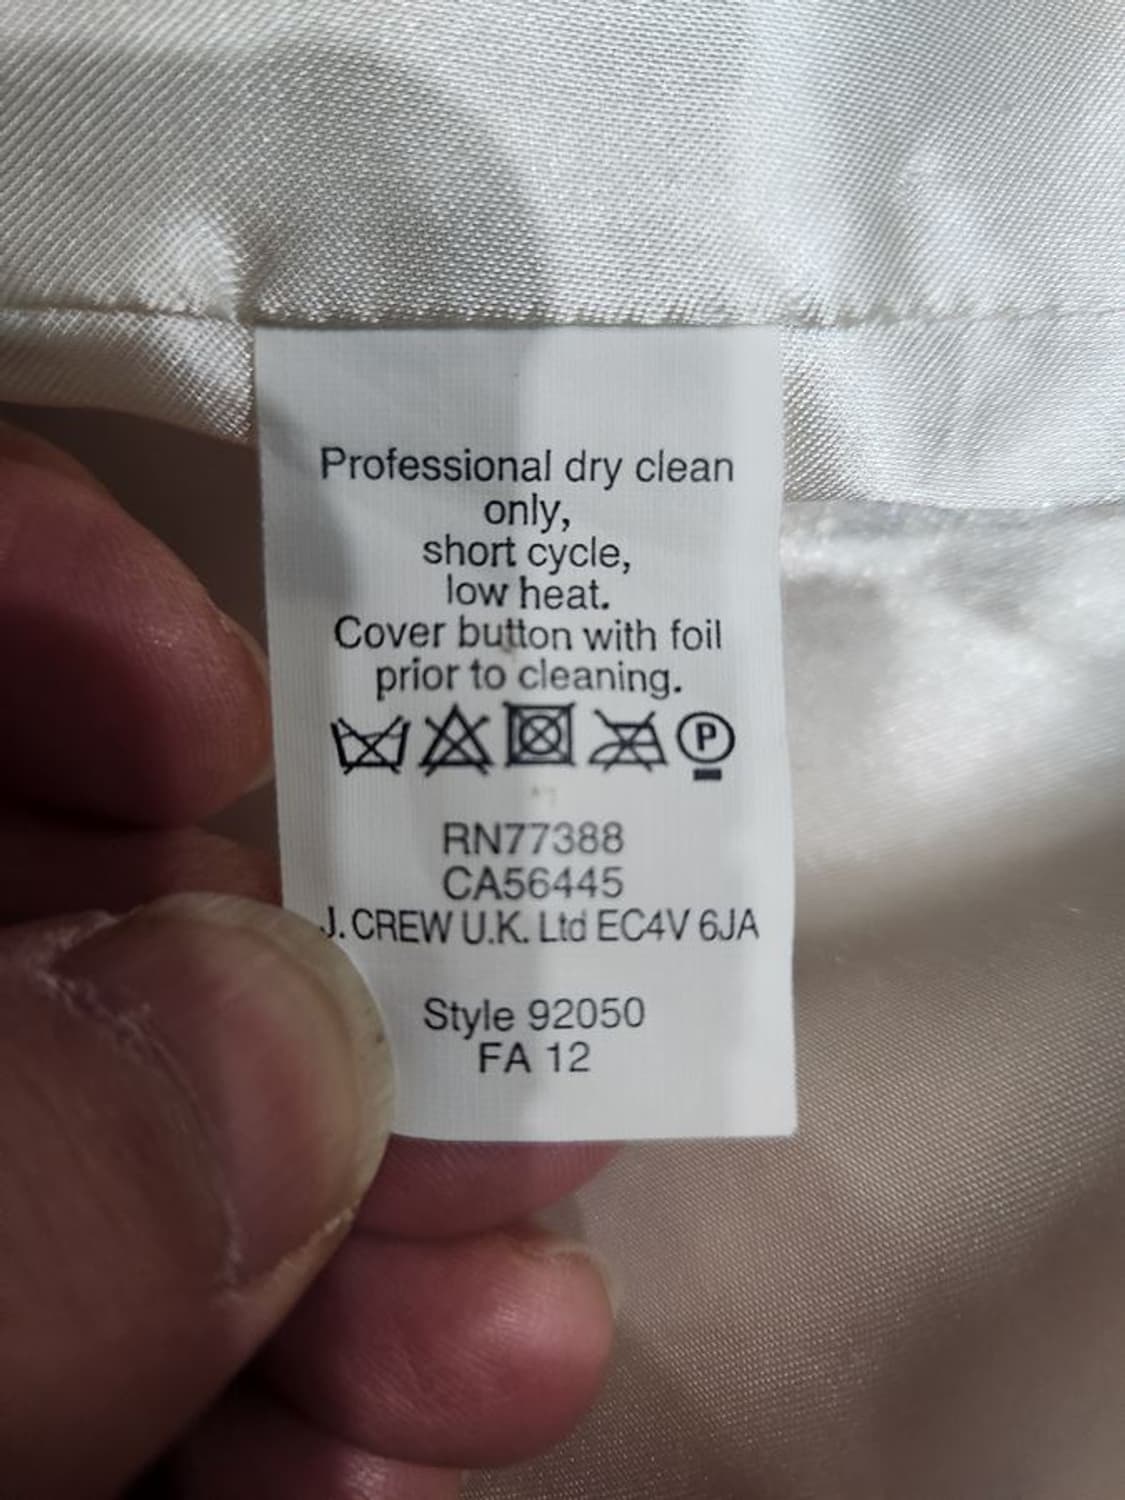 Professional dry clean
only,
short cycle,
low heat.
Cover button with foil
prior to cleaning.
P
RN77388
CA56445
J. CREW U.K. Ltd EC4V 6JA
Style 92050
FA 12